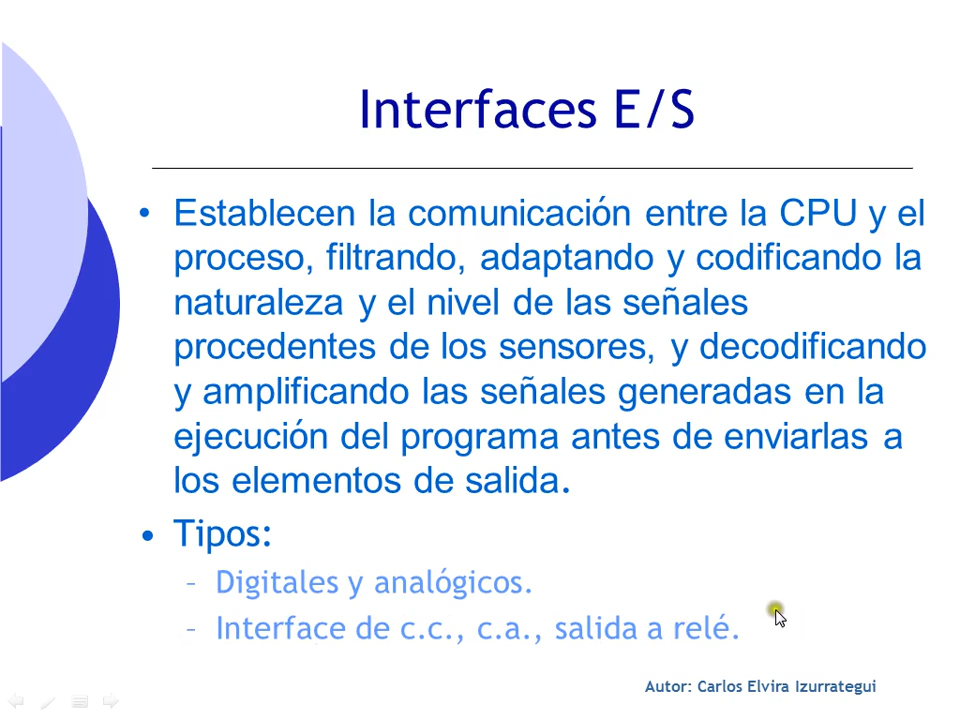 Interfaces E/S
• Establecen la comunicación entre la CPU y el
proceso, filtrando, adaptando y codificando la
naturaleza y el nivel de las señales
procedentes de los sensores, y decodificando
y amplificando las señales generadas en la
ejecución del programa antes de enviarlas a
los elementos de salida.
• Tipos:
– Digitales y analógicos.
– Interface de c.c., c.a., salida a relé.
Autor: Carlos Elvira Izurrategui